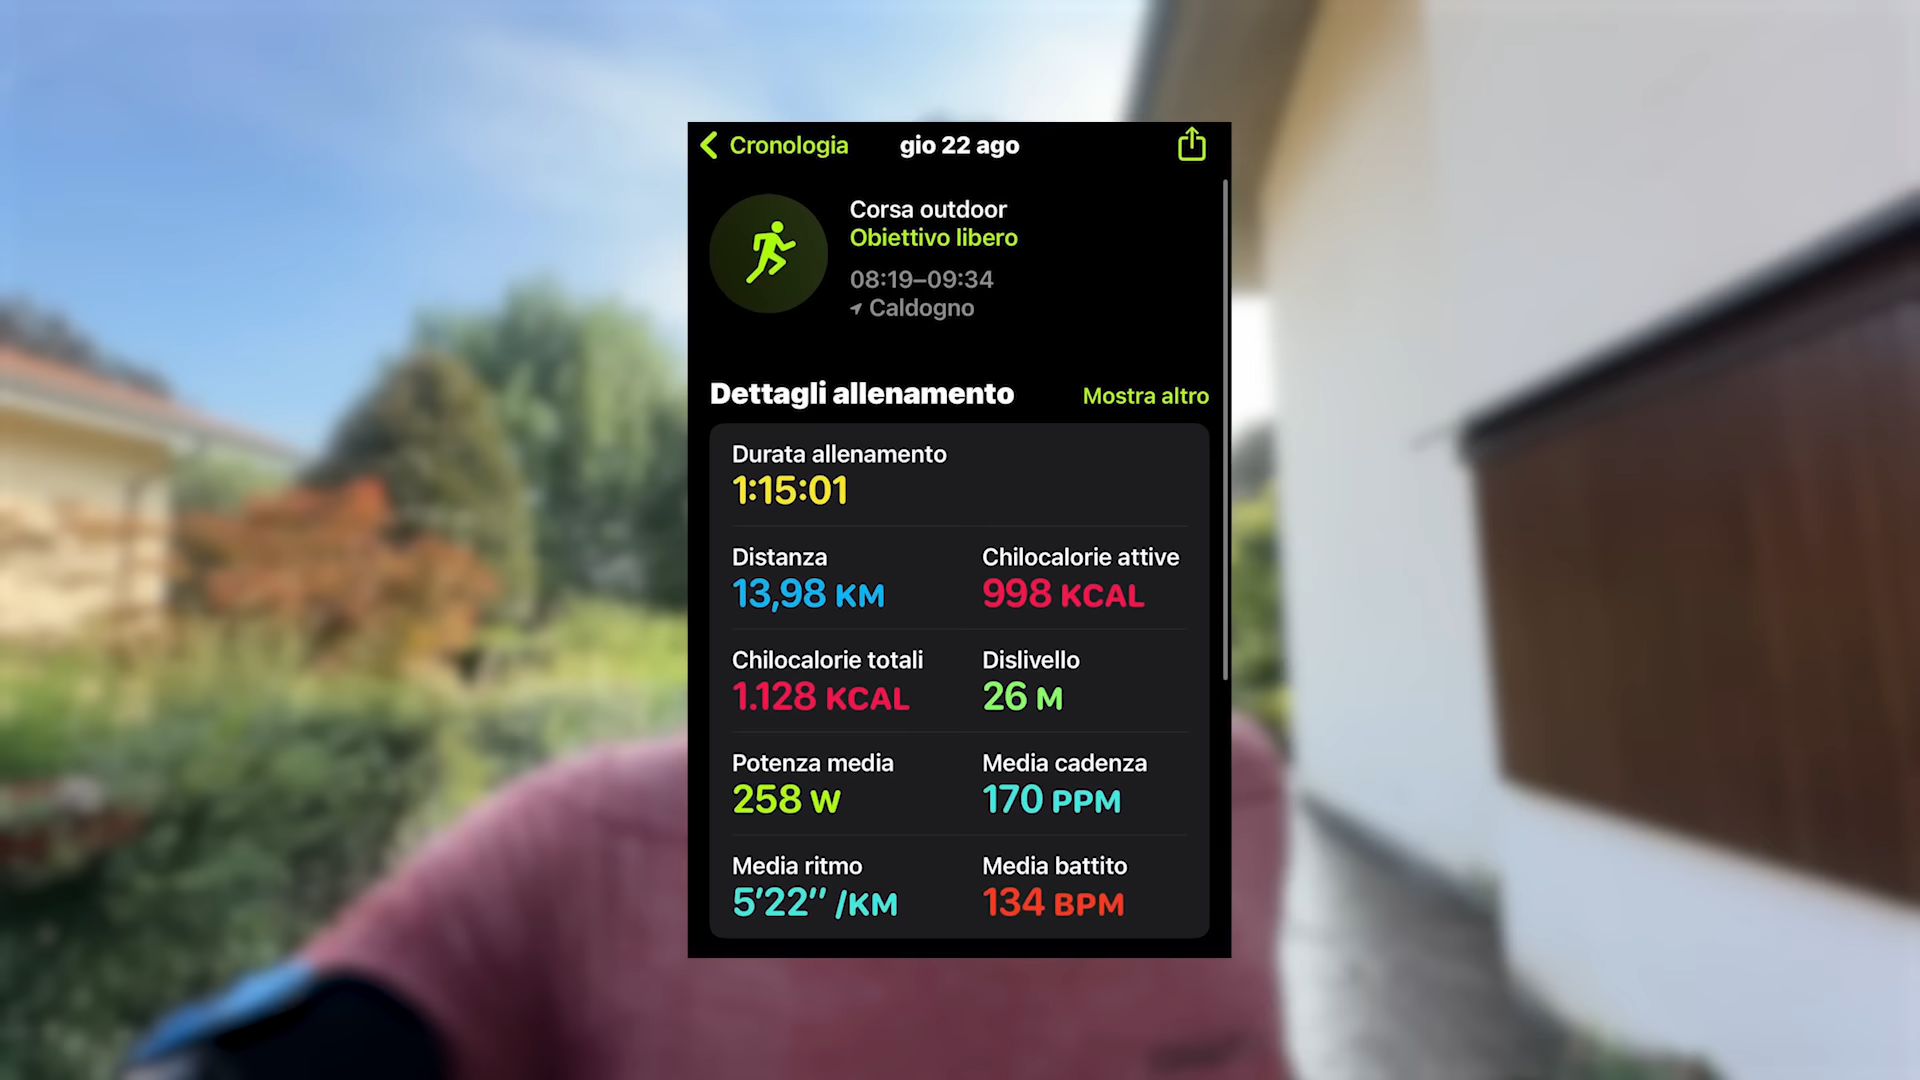 Cronologia
gio 22 ago
Corsa outdoor
Obiettivo libero
08:19–09:34
Caldogno
Dettagli allenamento
Mostra altro
Durata allenamento
1:15:01
Distanza
Chilocalorie attive
13,98 KM
998 KCAL
Chilocalorie totali
Dislivello
1.128 KCAL
26 M
Potenza media
Media cadenza
258 W
170 PPM
Media ritmo
Media battito
5'22'' /KM
134 BPM